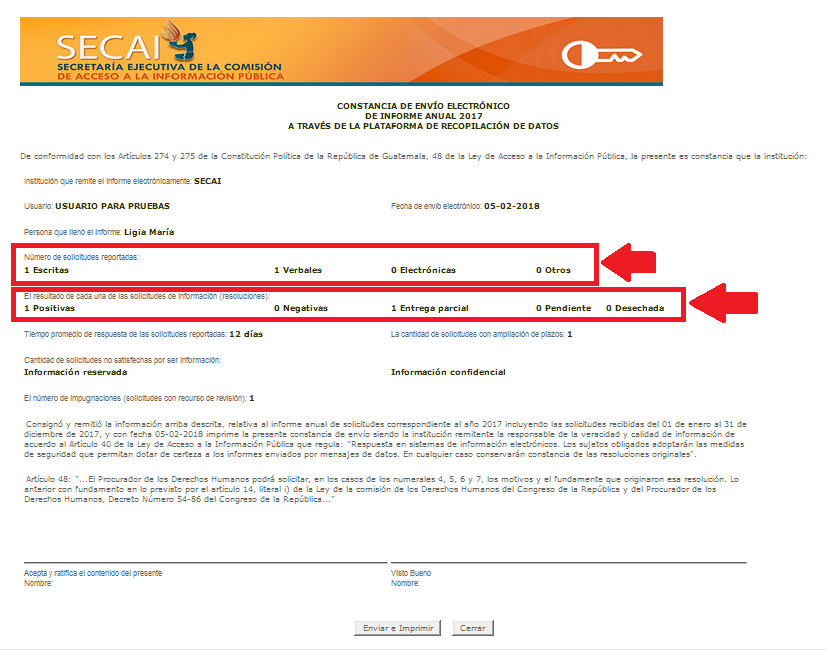 SECAI
SECRETARÍA EJECUTIVA DE LA COMISIÓN
DE ACCESO A LA INFORMACIÓN PÚBLICA
CONSTANCIA DE ENVÍO ELECTRÓNICO
DE INFORME ANUAL 2017
A TRAVÉS DE LA PLATAFORMA DE RECOPILACIÓN DE DATOS
De conformidad con los Artículos 274 y 275 de la Constitución Política de la República de Guatemala, 48 de la Ley de Acceso a la Información Pública, la presente es constancia que la institución:
Institución que remite el informe electrónicamente: SECAI
Usuario: USUARIO PARA PRUEBAS Fecha de envío electrónico: 05-02-2018
Persona que llenó el informe: Ligia María
Número de solicitudes reportadas:
1 Escritas 1 Verbales 0 Electrónicas 0 Otros
El resultado de cada una de las solicitudes de información (resoluciones):
1 Positivas 0 Negativas 1 Entrega parcial 0 Pendiente 0 Desechada
Tiempo promedio de respuesta de las solicitudes reportadas: 12 días La cantidad de solicitudes con ampliación de plazos: 1
Cantidad de solicitudes no satisfechas por ser información:
Información reservada Información confidencial
El número de impugnaciones (solicitudes con recurso de revisión): 1
Consignó y remitió la información arriba descrita, relativa al informe anual de solicitudes correspondiente al año 2017 incluyendo las solicitudes recibidas del 01 de enero al 31 de
diciembre de 2017, y con fecha 05-02-2018 imprime la presente constancia de envío siendo la institución remitente la responsable de la veracidad y calidad de información de
acuerdo al Artículo 40 de la Ley de Acceso a la Información Pública que regula: "Respuesta en sistemas de información electrónicos. Los sujetos obligados adoptarán las medidas
de seguridad que permitan dotar de certeza a los informes enviados por mensajes de datos. En cualquier caso conservarán constancia de las resoluciones originales".
Artículo 48: "...El Procurador de los Derechos Humanos podrá solicitar, en los casos de los numerales 4, 5, 6 y 7, los motivos y el fundamente que originaron esa resolución. Lo
anterior con fundamento en lo previsto por el artículo 14, literal i) de la Ley de la comisión de los Derechos Humanos del Congreso de la República y del Procurador de los
Derechos Humanos, Decreto Número 54-86 del Congreso de la República..."
Acepta y ratifica el contenido del presente Visto Bueno
Nombre: Nombre:
Enviar e Imprimir Cerrar